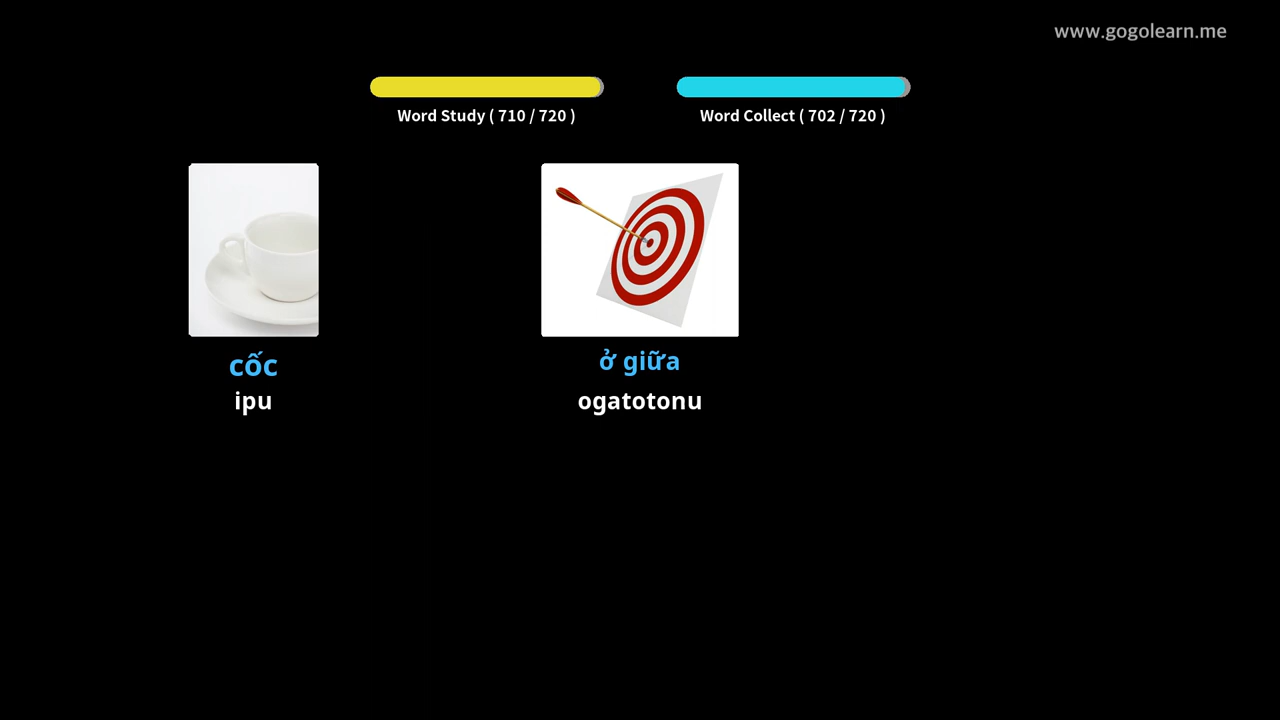 www.gogolearn.me
Word Study ( 710 / 720 )
Word Collect ( 702 / 720 )
cốc
ipu
ở giữa
ogatotonu